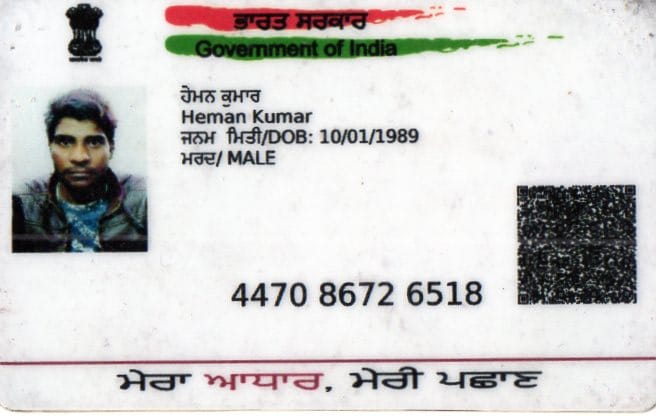 ਭਾਰਤ ਸਰਕਾਰ
Government of India
ਹੇਮਨ ਕੁਮਾਰ
Heman Kumar
ਜਨਮ ਮਿਤੀ/DOB: 10/01/1989
ਮਰਦ/ MALE
4470 8672 6518
ਮੇਰਾ ਆਧਾਰ, ਮੇਰੀ ਪਛਾਣ